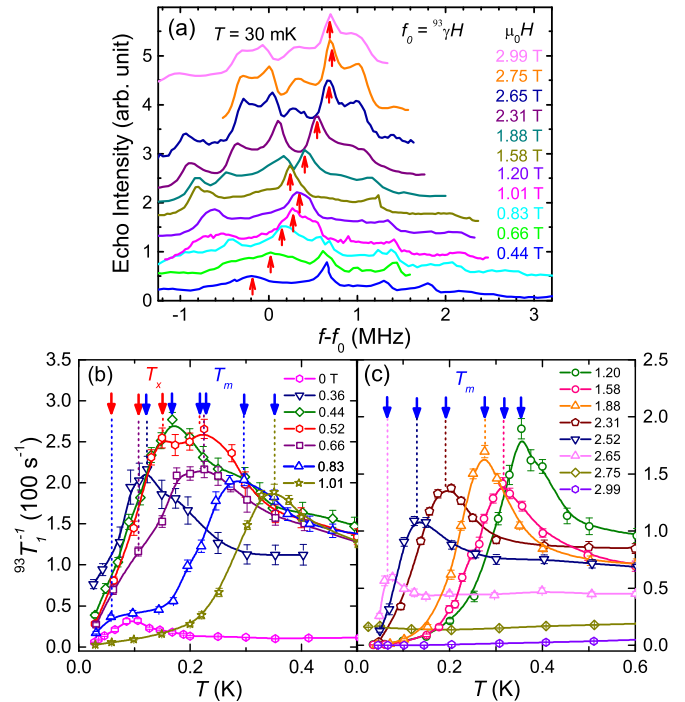 (a) T = 30 mK f₀ = ⁹³γH μ₀H
2.99 T
2.75 T
2.65 T
2.31 T
1.88 T
1.58 T
1.20 T
1.01 T
0.83 T
0.66 T
0.44 T
Echo Intensity (arb. unit)
5
4
3
2
1
0
-1 0 1 2 3
f-f₀ (MHz)
(b) Tₓ Tₘ
0 T
0.36
0.44
0.52
0.66
0.83
1.01
⁹³T₁⁻¹ (100 s⁻¹)
3.5
3.0
2.5
2.0
1.5
1.0
0.5
0.0
0.0 0.1 0.2 0.3 0.4 0.
T (K)
(c) Tₘ
1.20
1.58
1.88
2.31
2.52
2.65
2.75
2.99
2.5
2.0
1.5
1.0
0.5
0.0
0.0 0.2 0.4 0.6
T (K)